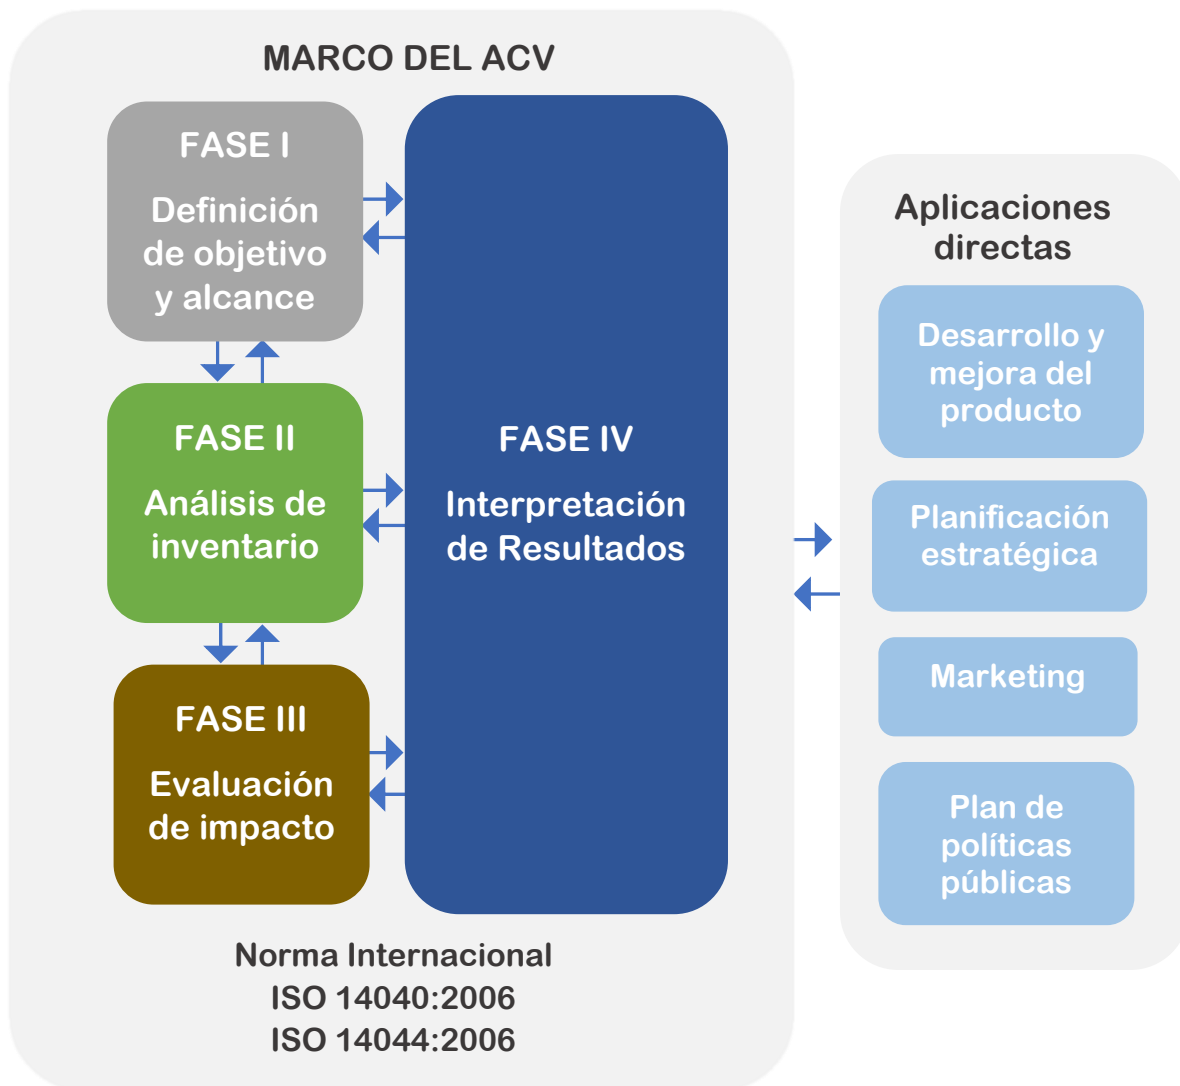 MARCO DEL ACV
FASE I
Definición
de objetivo
y alcance
FASE II
Análisis de
inventario
FASE III
Evaluación
de impacto
FASE IV
Interpretación
de Resultados
Norma Internacional
ISO 14040:2006
ISO 14044:2006
Aplicaciones
directas
Desarrollo y
mejora del
producto
Planificación
estratégica
Marketing
Plan de
políticas
públicas